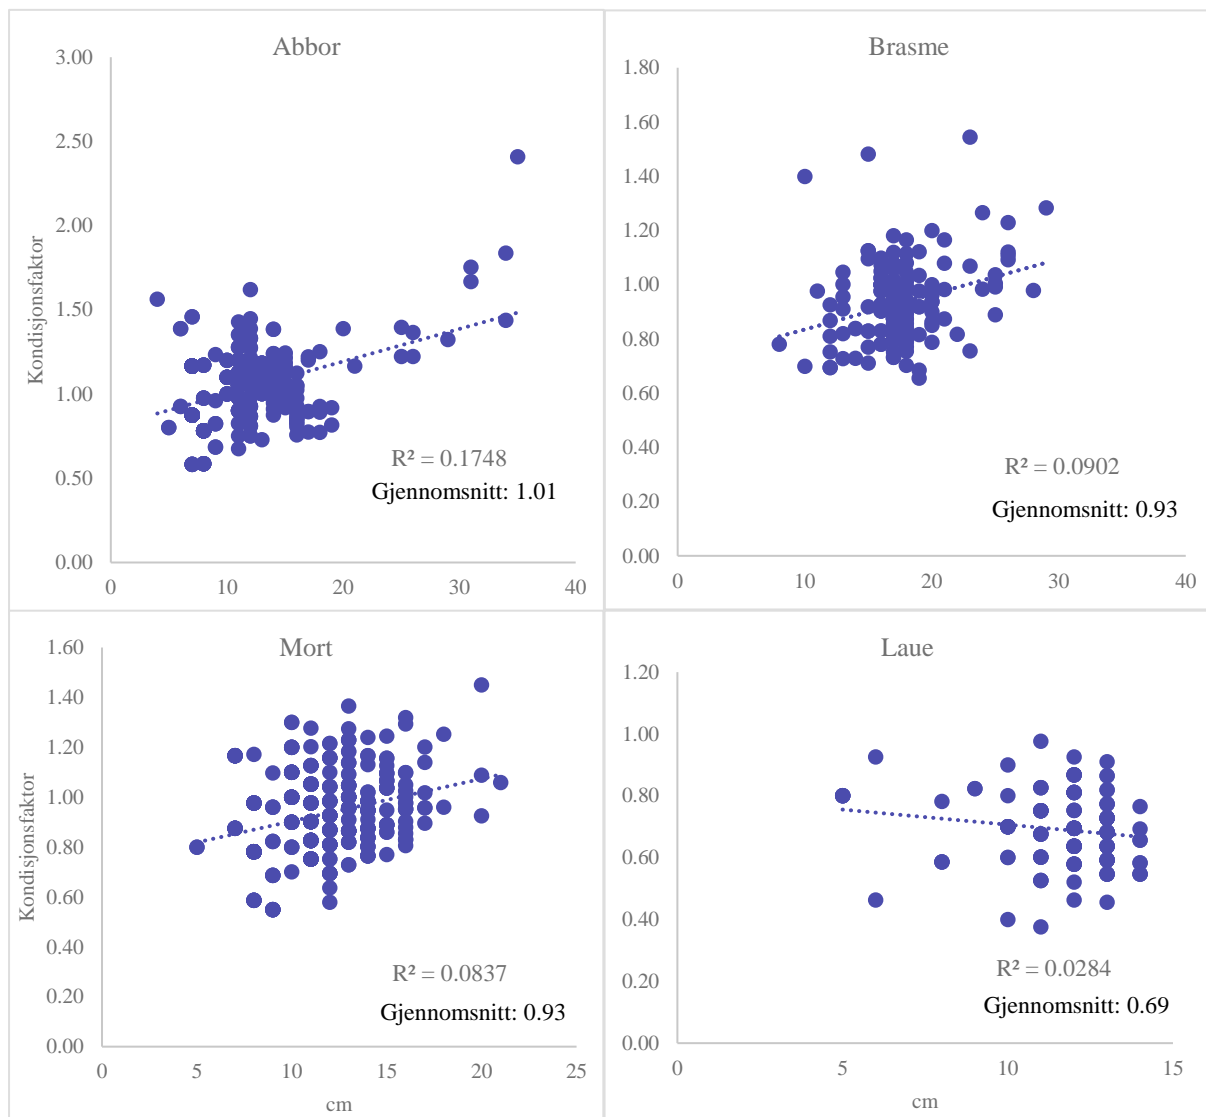 Abbor
3.00
2.50
2.00
1.50
1.00
0.50
0.00
Kondisjonsfaktor
R² = 0.1748
Gjennomsnitt: 1.01
0 10 20 30 40
Brasme
1.80
1.60
1.40
1.20
1.00
0.80
0.60
0.40
0.20
0.00
R² = 0.0902
Gjennomsnitt: 0.93
0 10 20 30 40
Mort
1.60
1.40
1.20
1.00
0.80
0.60
0.40
0.20
0.00
Kondisjonsfaktor
R² = 0.0837
Gjennomsnitt: 0.93
0 5 10 15 20 25
cm
Laue
1.20
1.00
0.80
0.60
0.40
0.20
0.00
R² = 0.0284
Gjennomsnitt: 0.69
0 5 10 15
cm